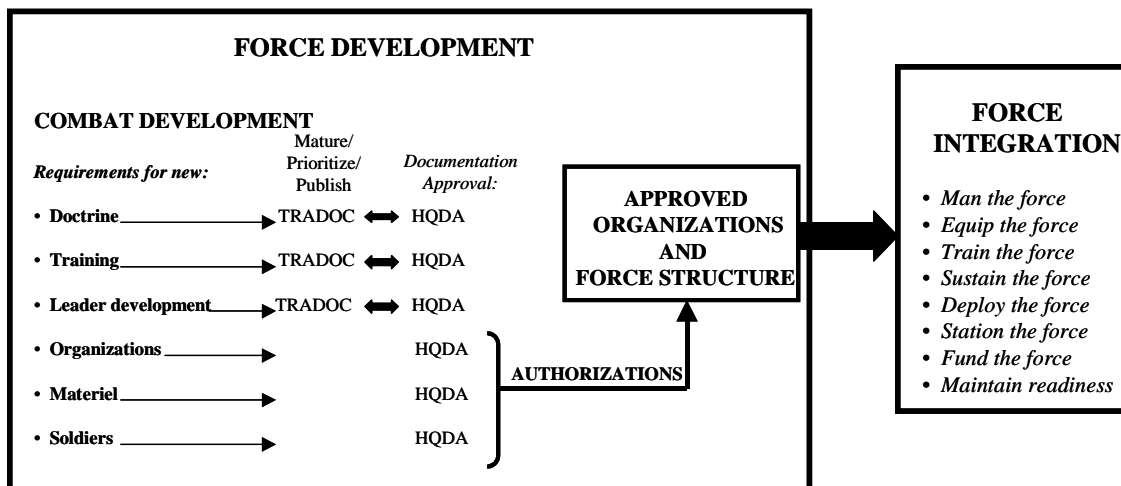 FORCE DEVELOPMENT
COMBAT DEVELOPMENT
Requirements for new:
Mature/
Prioritize/
Publish
Documentation
Approval:
• Doctrine TRADOC HQDA
• Training TRADOC HQDA
• Leader development TRADOC HQDA
• Organizations HQDA
• Materiel HQDA
• Soldiers HQDA
AUTHORIZATIONS
APPROVED
ORGANIZATIONS
AND
FORCE STRUCTURE
FORCE
INTEGRATION
• Man the force
• Equip the force
• Train the force
• Sustain the force
• Deploy the force
• Station the force
• Fund the force
• Maintain readiness